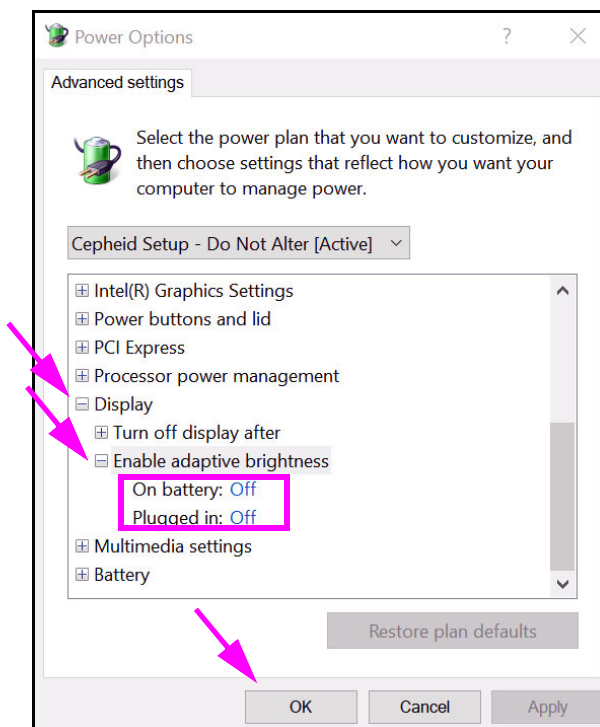 Power Options ?
Advanced settings
Select the power plan that you want to customize, and
then choose settings that reflect how you want your
computer to manage power.
Cepheid Setup - Do Not Alter [Active]
Intel(R) Graphics Settings
Power buttons and lid
PCI Express
Processor power management
Display
Turn off display after
Enable adaptive brightness
On battery: Off
Plugged in: Off
Multimedia settings
Battery
Restore plan defaults
OK Cancel Apply